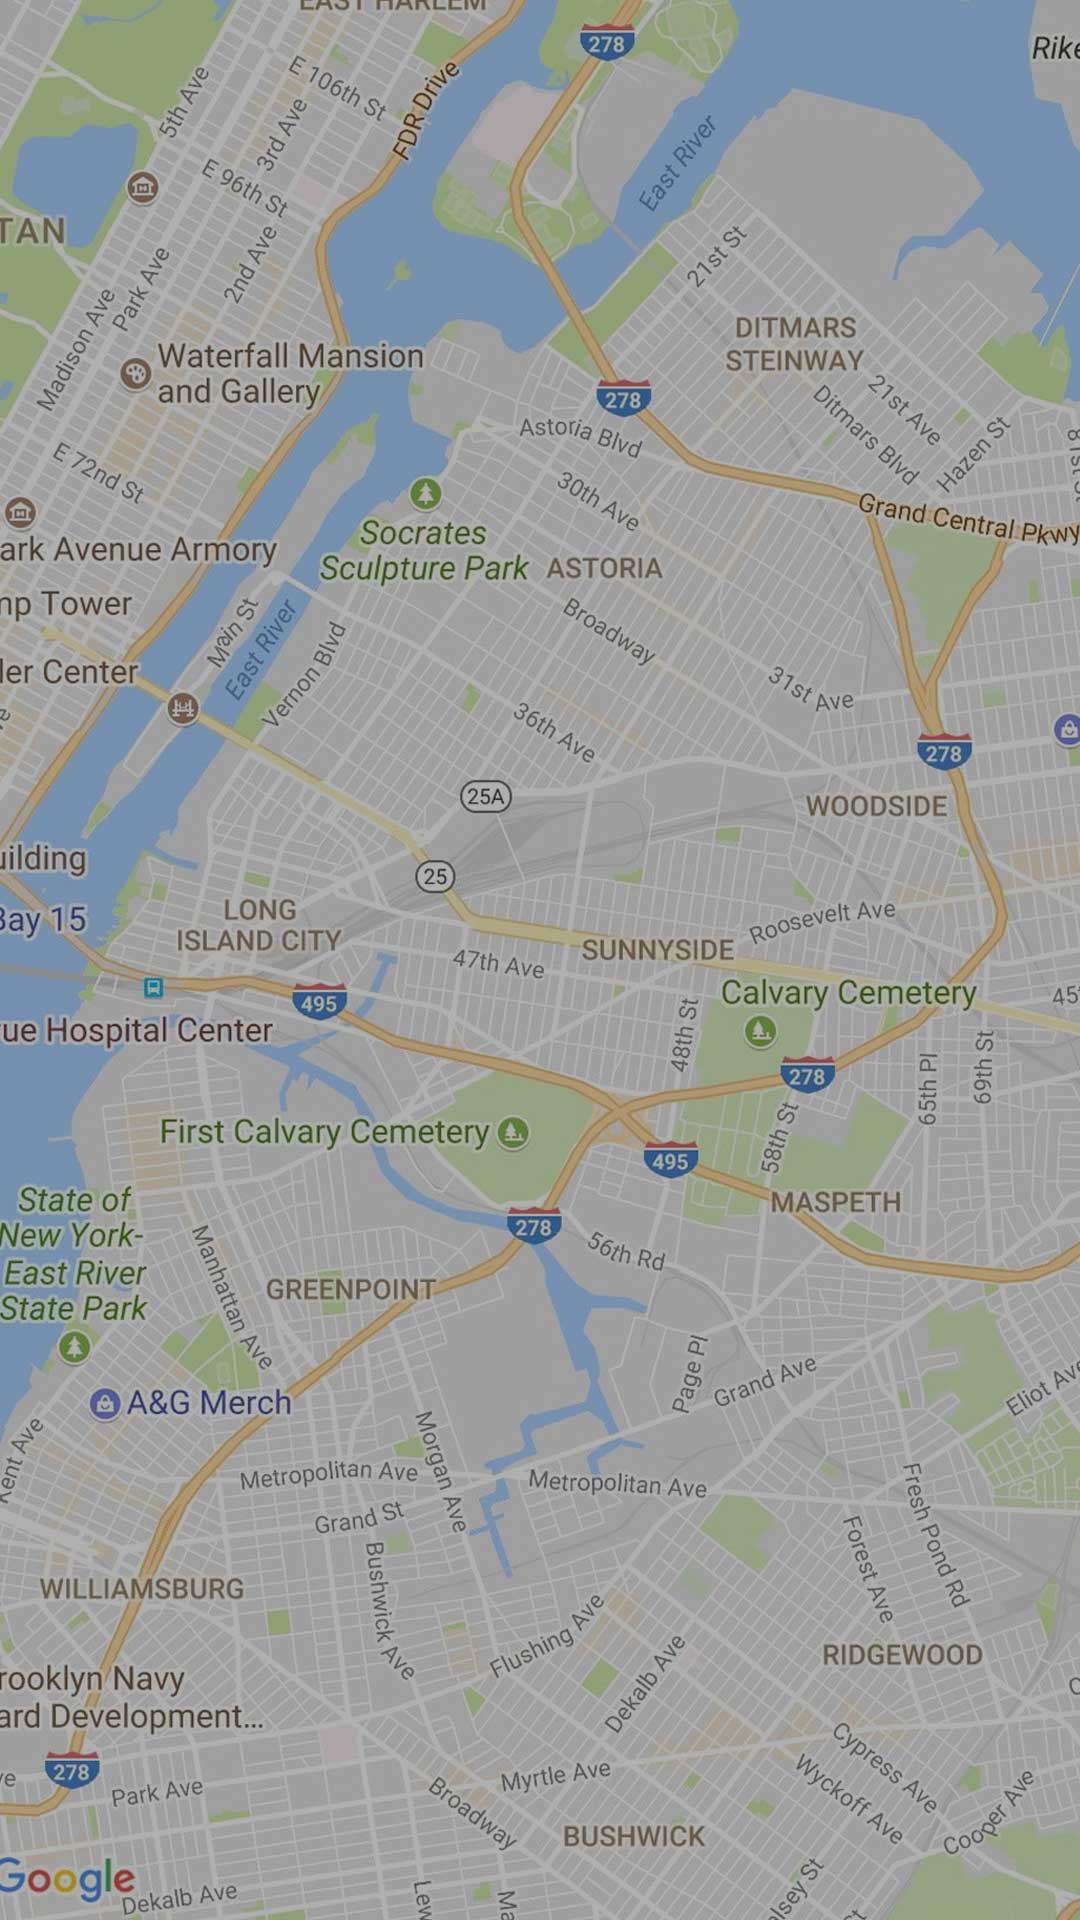 EAST HARLEM
278
Rike
E 106th St
5th Ave
FDR Drive
3rd Ave
East River
E 96th St
TAN
21st St
2nd Ave
Park Ave
Madison Ave
DITMARS
STEINWAY
Waterfall Mansion
and Gallery
278
21st Ave
Ditmars Blvd
Astoria Blvd
Hazen St
E 72nd St
30th Ave
Grand Central Pkwy
Socrates
Sculpture Park
ark Avenue Armory
ASTORIA
mp Tower
Main St
East River
Broadway
Vernon Blvd
ler Center
31st Ave
36th Ave
278
25A
WOODSIDE
uilding
25
Bay 15
LONG
ISLAND CITY
Roosevelt Ave
SUNNYSIDE
47th Ave
Calvary Cemetery
495
45
48th St
rue Hospital Center
69th St
65th Pl
278
First Calvary Cemetery
58th St
495
State of
New York-
East River
State Park
MASPETH
278
56th Rd
Manhattan Ave
GREENPOINT
Page Pl
Grand Ave
Eliot Ave
A&G Merch
Kent Ave
Morgan Ave
Metropolitan Ave
Metropolitan Ave
Grand St
Fresh Pond Rd
Forest Ave
Bushwick Ave
WILLIAMSBURG
Flushing Ave
Dekalb Ave
RIDGEWOOD
rooklyn Navy
ard Development...
278
Park Ave
Myrtle Ave
Cypress Ave
Wyckoff Ave
Cooper Ave
Broadway
BUSHWICK
Google
Dekalb Ave
Lew
Ma
alsey St